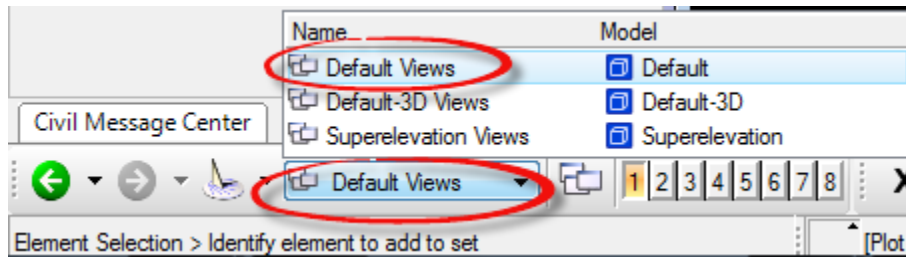 Name Model
Default Views Default
Default-3D Views Default-3D
Superelevation Views Superelevation
Civil Message Center
Default Views 1 2 3 4 5 6 7 8 X
Element Selection > Identify element to add to set [Plot